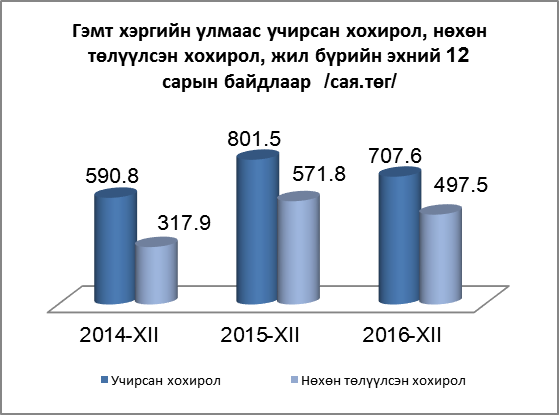 Гэмт хэргийн улмаас учирсан хохирол, нөхөн
төлүүлсэн хохирол, жил бүрийн эхний 12
сарын байдлаар /сая.төг/
590.8
317.9
801.5
571.8
707.6
497.5
2014-XII
2015-XII
2016-XII
Учирсан хохирол
Нөхөн төлүүлсэн хохирол